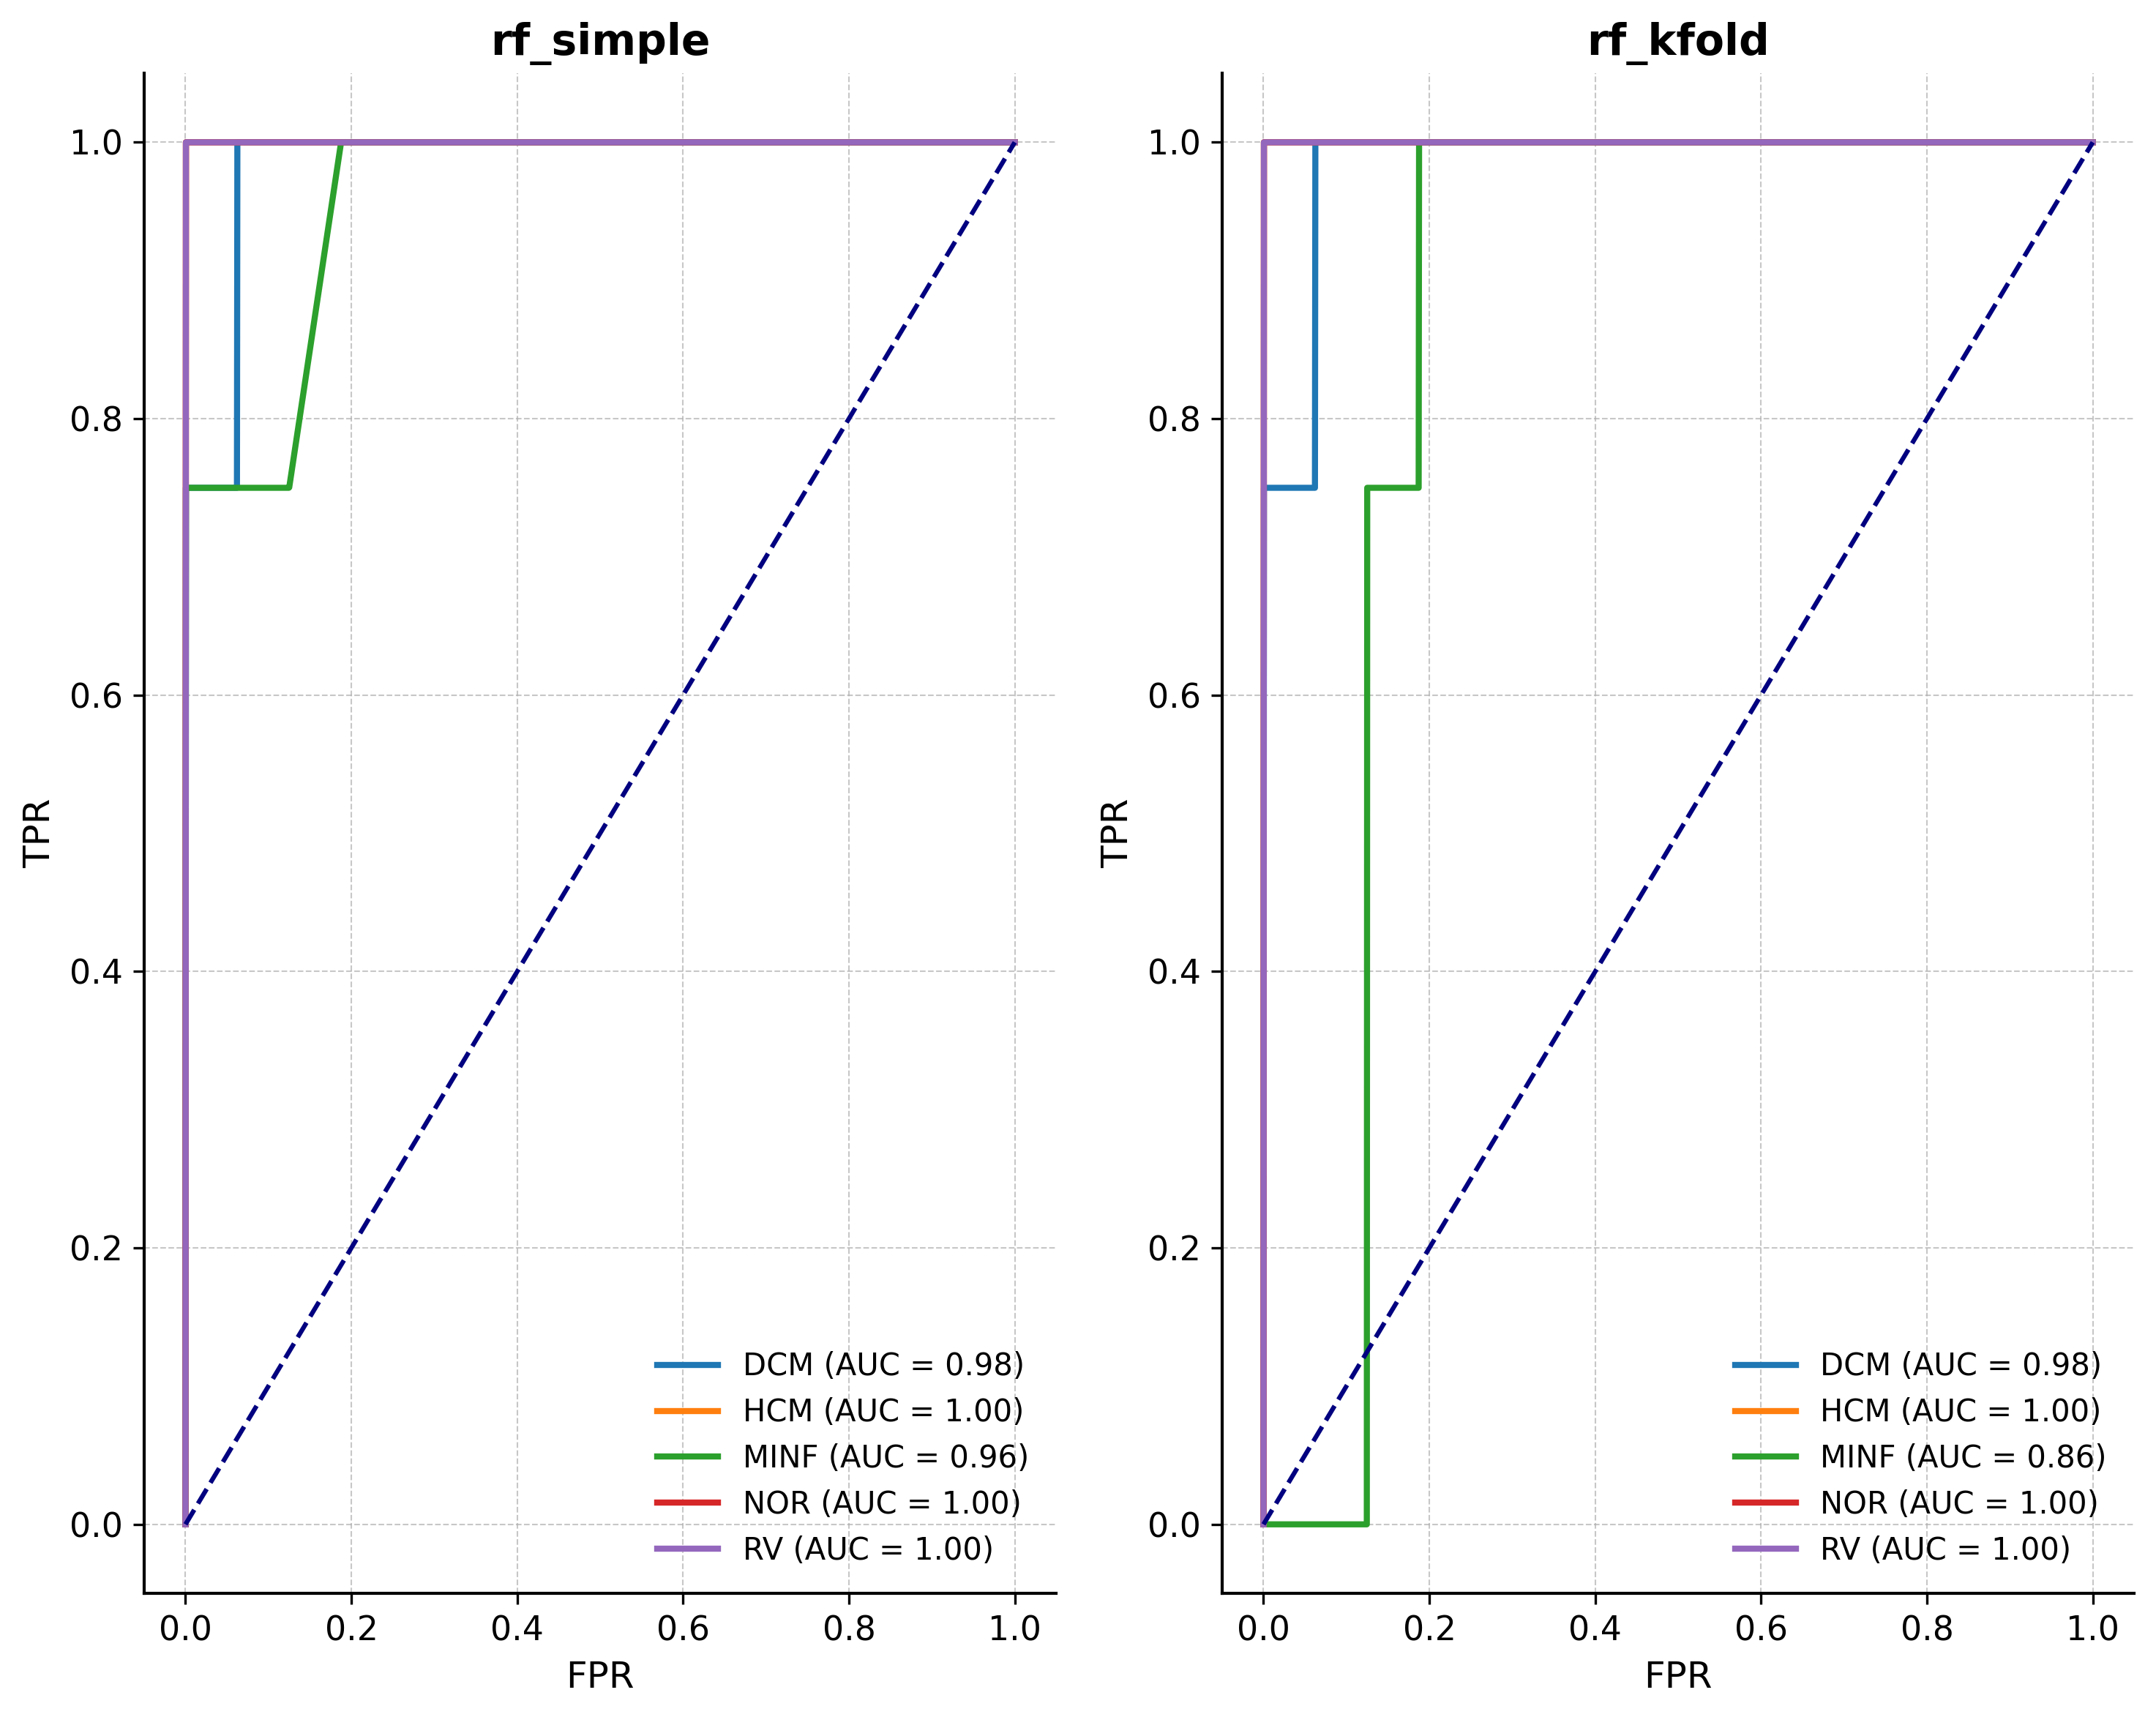 rf_simple
1.0
0.8
0.6
0.4
0.2
0.0
TPR
DCM (AUC = 0.98)
HCM (AUC = 1.00)
MINF (AUC = 0.96)
NOR (AUC = 1.00)
RV (AUC = 1.00)
0.0 0.2 0.4 0.6 0.8 1.0
FPR
rf_kfold
1.0
0.8
0.6
0.4
0.2
0.0
TPR
DCM (AUC = 0.98)
HCM (AUC = 1.00)
MINF (AUC = 0.86)
NOR (AUC = 1.00)
RV (AUC = 1.00)
0.0 0.2 0.4 0.6 0.8 1.0
FPR